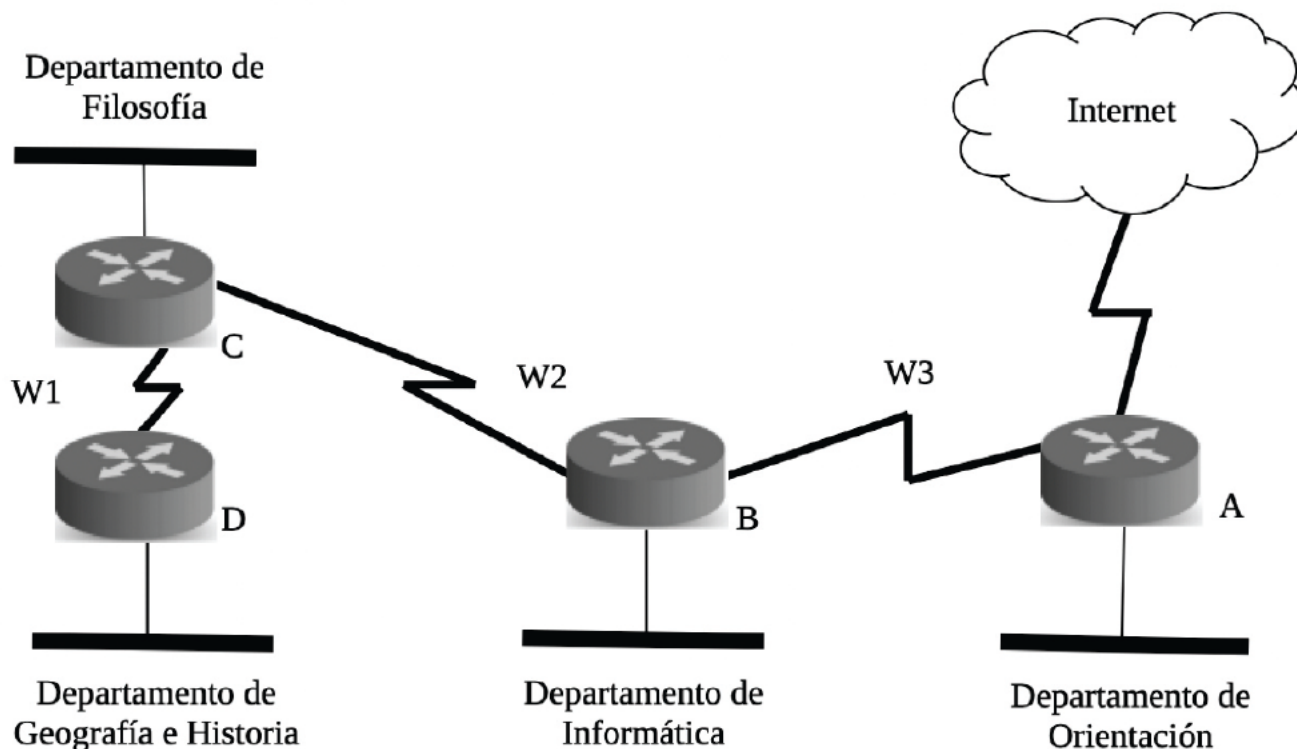 Departamento de
Filosofía
Internet
C
W1
W2
W3
D
B
A
Departamento de
Geografía e Historia
Departamento de
Informática
Departamento de
Orientación